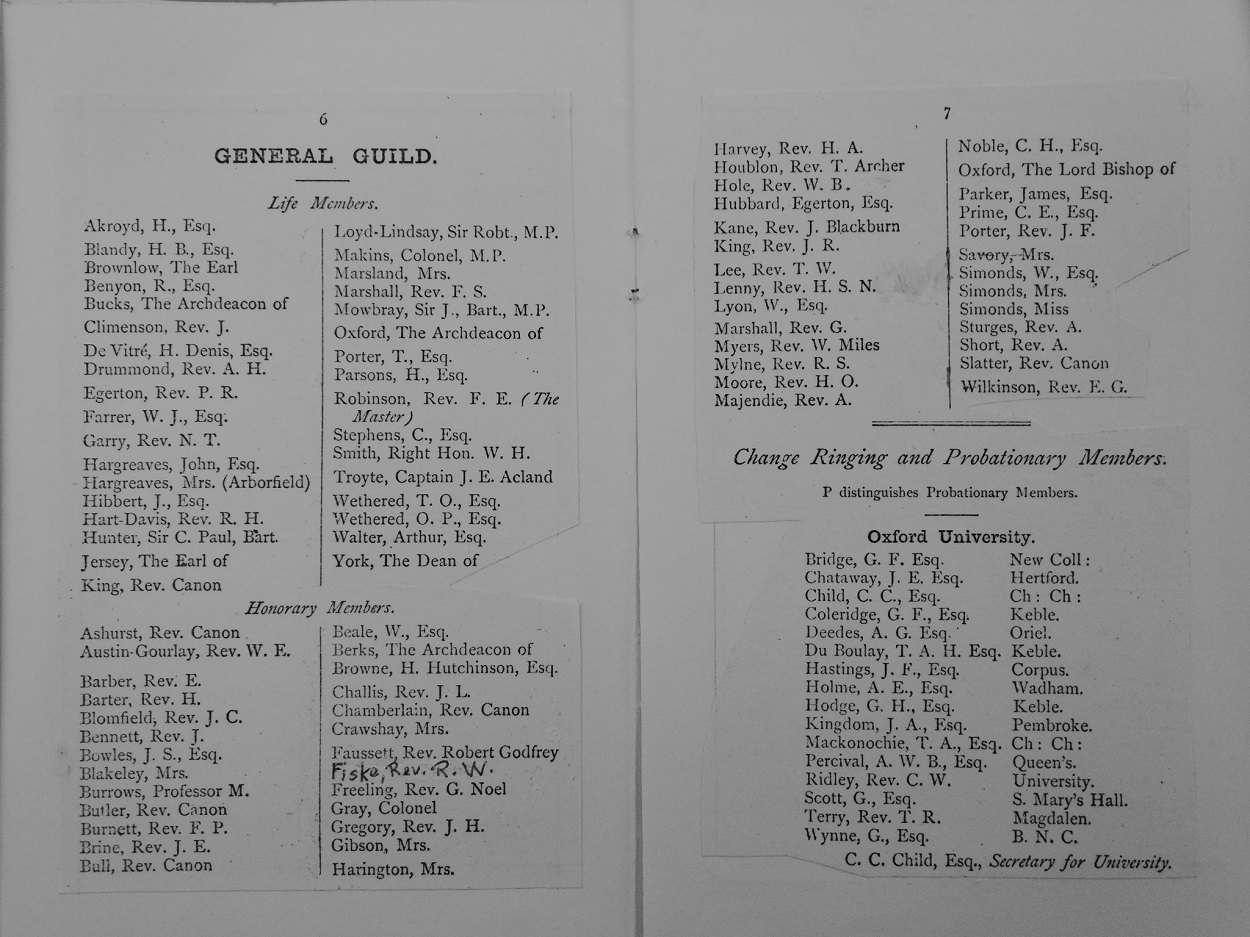 6
GENERAL GUILD.
Life Members.
Akroyd, H., Esq.
Blandy, H. B., Esq.
Brownlow, The Earl
Benyon, R., Esq.
Bucks, The Archdeacon of
Climenson, Rev. J.
De Vitré, H. Denis, Esq.
Drummond, Rev. A. H.
Egerton, Rev. P. R.
Farrer, W. J., Esq.
Garry, Rev. N. T.
Hargreaves, John, Esq.
Hargreaves, Mrs. (Arborfield)
Hibbert, J., Esq.
Hart-Davis, Rev. R. H.
Hunter, Sir C. Paul, Bart.
Jersey, The Earl of
King, Rev. Canon
Loyd-Lindsay, Sir Robt., M.P.
Makins, Colonel, M.P.
Marsland, Mrs.
Marshall, Rev. F. S.
Mowbray, Sir J., Bart., M.P.
Oxford, The Archdeacon of
Porter, T., Esq.
Parsons, H., Esq.
Robinson, Rev. F. E. (The
Master)
Stephens, C., Esq.
Smith, Right Hon. W. H.
Troyte, Captain J. E. Acland
Wethered, T. O., Esq.
Wethered, O. P., Esq.
Walter, Arthur, Esq.
York, The Dean of
Honorary Members.
Ashurst, Rev. Canon
Austin-Gourlay, Rev. W. E.
Barber, Rev. E.
Barter, Rev. H.
Blomfield, Rev. J. C.
Bennett, Rev. J.
Bowles, J. S., Esq.
Blakeley, Mrs.
Burrows, Professor M.
Butler, Rev. Canon
Burnett, Rev. F. P.
Brine, Rev. J. E.
Bull, Rev. Canon
Beale, W., Esq.
Berks, The Archdeacon of
Browne, H. Hutchinson, Esq.
Challis, Rev. J. L.
Chamberlain, Rev. Canon
Crawshay, Mrs.
Faussett, Rev. Robert Godfrey
Fiske, Rev. R. W.
Freeling, Rev. G. Noel
Gray, Colonel
Gregory, Rev. J. H.
Gibson, Mrs.
Harington, Mrs.
7
Harvey, Rev. H. A.
Houblon, Rev. T. Archer
Hole, Rev. W. B.
Hubbard, Egerton, Esq.
Kane, Rev. J. Blackburn
King, Rev. J. R.
Lee, Rev. T. W.
Lenny, Rev. H. S. N.
Lyon, W., Esq.
Marshall, Rev. G.
Myers, Rev. W. Miles
Mylne, Rev. R. S.
Moore, Rev. H. O.
Majendie, Rev. A.
Noble, C. H., Esq.
Oxford, The Lord Bishop of
Parker, James, Esq.
Prime, C. E., Esq.
Porter, Rev. J. F.
Savory, Mrs.
Simonds, W., Esq.
Simonds, Mrs.
Simonds, Miss
Sturges, Rev. A.
Short, Rev. A.
Slatter, Rev. Canon
Wilkinson, Rev. E. G.
Change Ringing and Probationary Members.
P distinguishes Probationary Members.
Oxford University.
Bridge, G. F. Esq. New Coll :
Chataway, J. E. Esq. Hertford.
Child, C. C., Esq. Ch : Ch :
Coleridge, G. F., Esq. Keble.
Deedes, A. G. Esq. Oriel.
Du Boulay, T. A. H. Esq. Keble.
Hastings, J. F., Esq. Corpus.
Holme, A. E., Esq. Wadham.
Hodge, G. H., Esq. Keble.
Kingdom, J. A., Esq. Pembroke.
Mackonochie, T. A., Esq. Ch : Ch :
Percival, A. W. B., Esq. Queen's.
Ridley, Rev. C. W. University.
Scott, G., Esq. S. Mary's Hall.
Terry, Rev. T. R. Magdalen.
Wynne, G., Esq. B. N. C.
C. C. Child, Esq., Secretary for University.